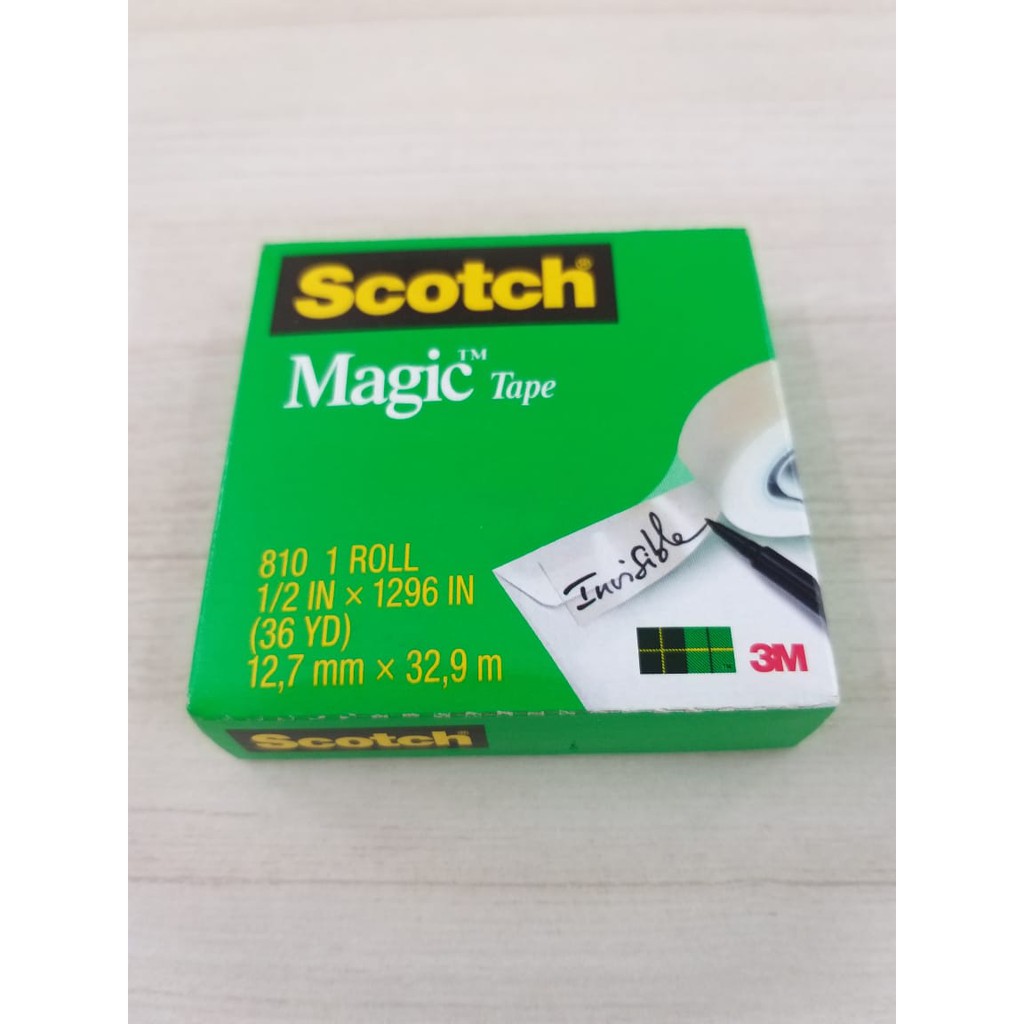 Scotch®
Magic™ Tape
810 1 ROLL
1/2 IN × 1296 IN
(36 YD)
12,7 mm × 32,9 m
Invisible
3M
Scotch®